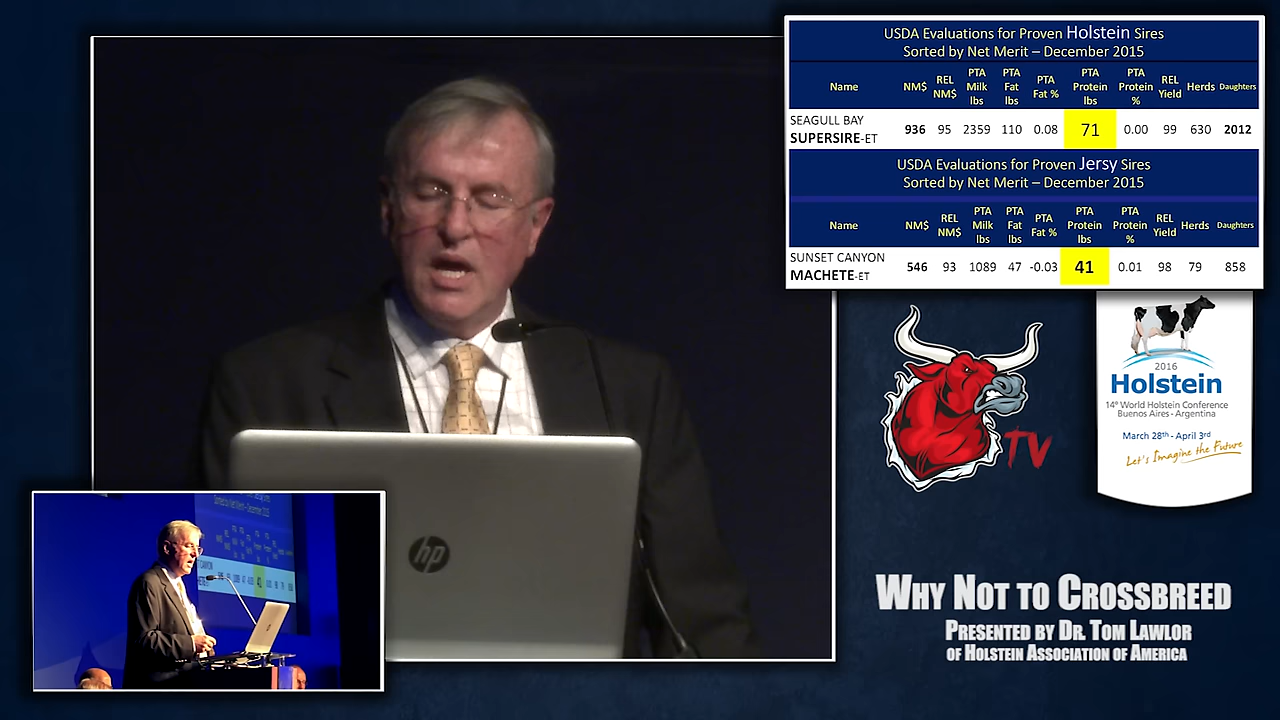 USDA Evaluations for Proven Holstein Sires
Sorted by Net Merit – December 2015
Name NM$ REL NM$ PTA Milk lbs PTA Fat lbs PTA Fat % PTA Protein lbs PTA Protein % REL Yield Herds Daughters
SEAGULL BAY
SUPERSIRE-ET 936 95 2359 110 0.08 71 0.00 99 630 2012
USDA Evaluations for Proven Jersy Sires
Sorted by Net Merit – December 2015
Name NM$ REL NM$ PTA Milk lbs PTA Fat lbs PTA Fat % PTA Protein lbs PTA Protein % REL Yield Herds Daughters
SUNSET CANYON
MACHETE-ET 546 93 1089 47 -0.03 41 0.01 98 79 858
TV
2016
Holstein
14º World Holstein Conference
Buenos Aires - Argentina
March 28th - April 3rd
Let's Imagine the Future
hp
WHY NOT TO CROSSBREED
PRESENTED BY DR. TOM LAWLOR
OF HOLSTEIN ASSOCIATION OF AMERICA